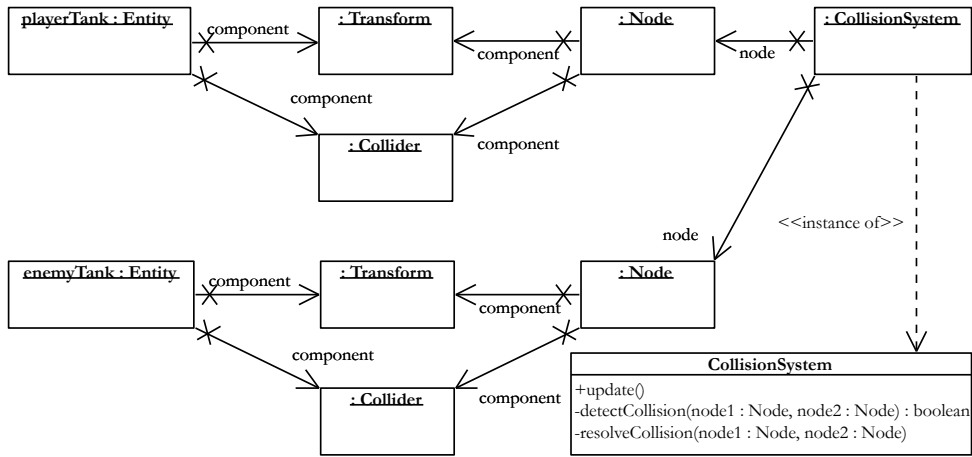 playerTank : Entity
: Transform
: Node
: CollisionSystem
component
component
node
component
: Collider
component
<<instance of>>
node
enemyTank : Entity
: Transform
: Node
component
component
component
: Collider
component
CollisionSystem
+update()
-detectCollision(node1 : Node, node2 : Node) : boolean
-resolveCollision(node1 : Node, node2 : Node)